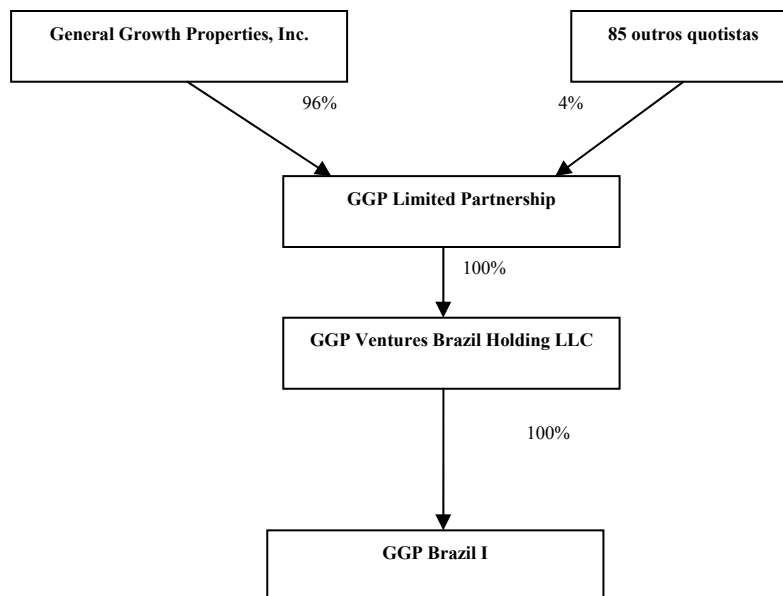 General Growth Properties, Inc.
85 outros quotistas
96%
4%
GGP Limited Partnership
100%
GGP Ventures Brazil Holding LLC
100%
GGP Brazil I